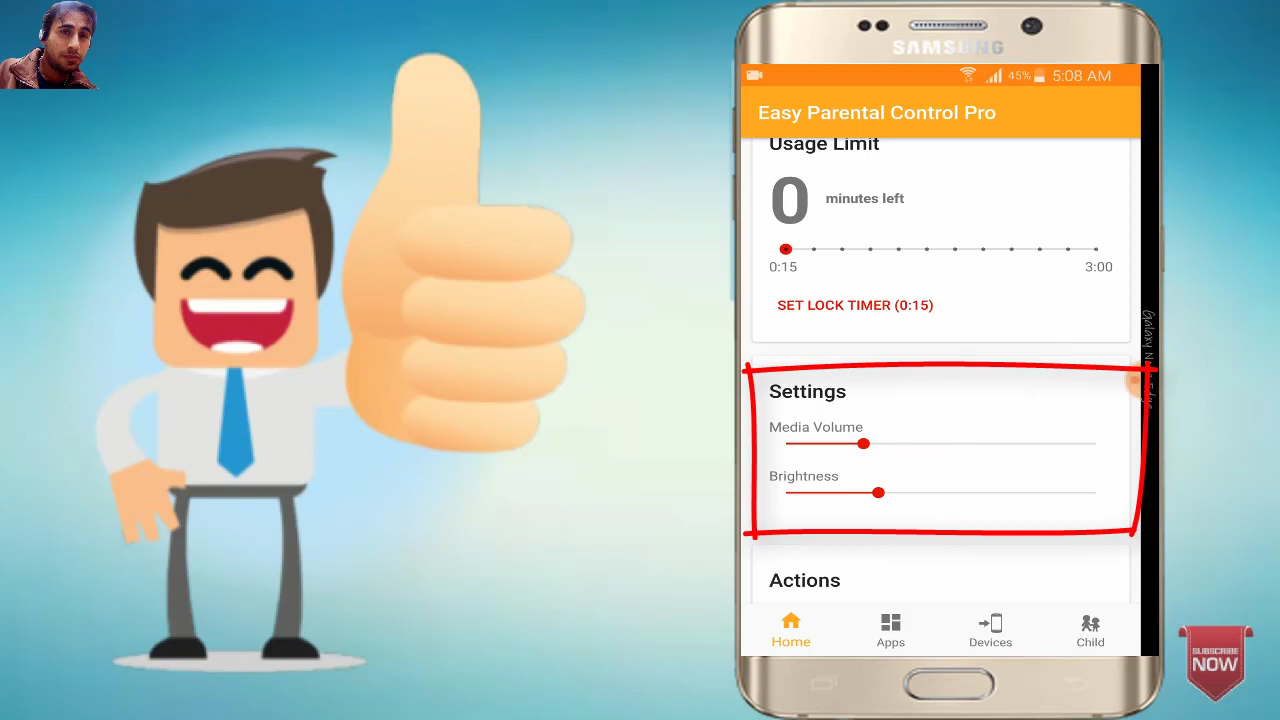 SAMSUNG
45% 5:08 AM
Easy Parental Control Pro
Usage Limit
0 minutes left
0:15 3:00
SET LOCK TIMER (0:15)
Settings
Media Volume
Brightness
Actions
Home Apps Devices Child
SUBSCRIBE
NOW